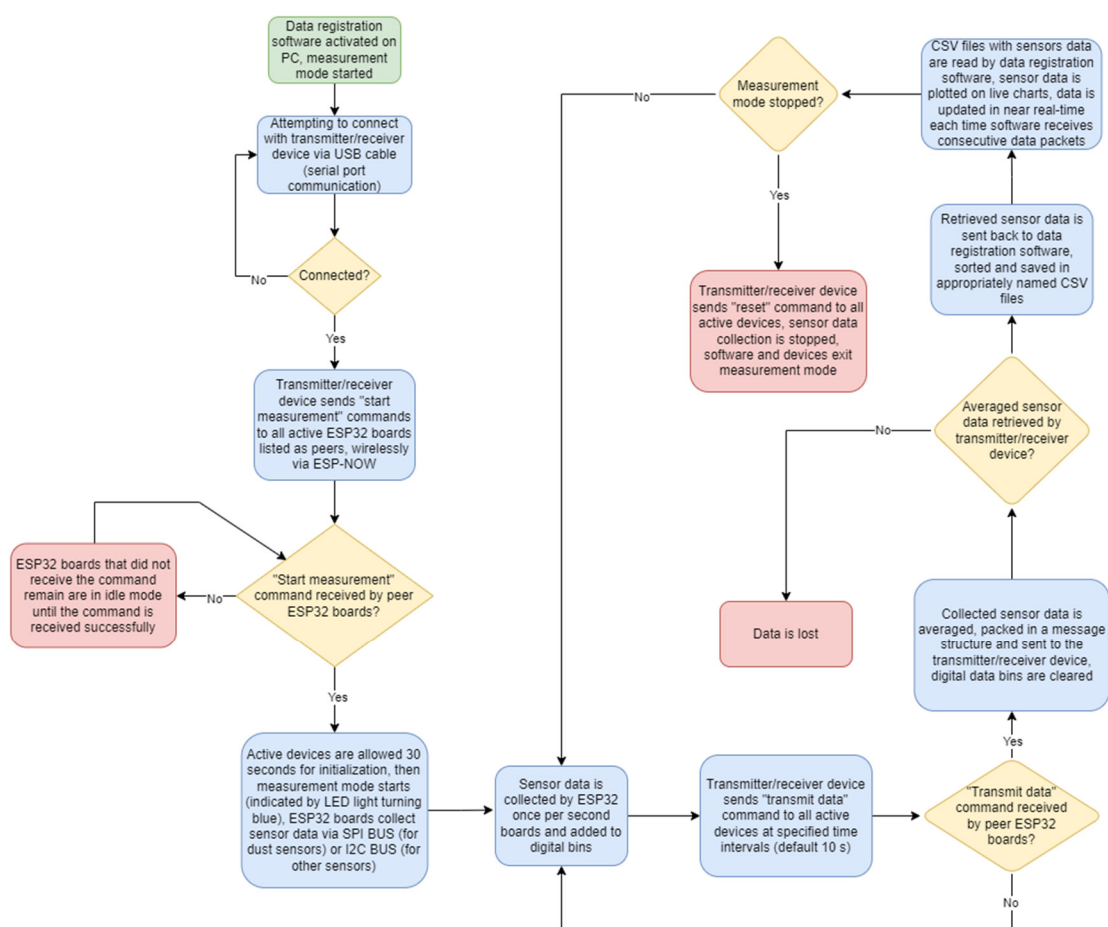 Data registration
software activated on
PC, measurement
mode started
Attempting to connect
with transmitter/receiver
device via USB cable
(serial port
communication)
Connected?
No
Yes
Transmitter/receiver
device sends "start
measurement" commands
to all active ESP32 boards
listed as peers, wirelessly
via ESP-NOW
"Start measurement"
command received by peer
ESP32 boards?
No
ESP32 boards that did not
receive the command
remain are in idle mode
until the command is
received successfully
Yes
Active devices are allowed 30
seconds for initialization, then
measurement mode starts
(indicated by LED light turning
blue), ESP32 boards collect
sensor data via SPI BUS (for
dust sensors) or I2C BUS (for
other sensors)
Sensor data is
collected by ESP32
once per second
boards and added to
digital bins
Transmitter/receiver device
sends "transmit data"
command to all active
devices at specified time
intervals (default 10 s)
"Transmit data"
command received
by peer ESP32
boards?
No
Yes
Collected sensor data is
averaged, packed in a message
structure and sent to the
transmitter/receiver device,
digital data bins are cleared
Averaged sensor
data retrieved by
transmitter/receiver
device?
No
Data is lost
Retrieved sensor data is
sent back to data
registration software,
sorted and saved in
appropriately named CSV
files
CSV files with sensors data
are read by data registration
software, sensor data is
plotted on live charts, data is
updated in near real-time
each time software receives
consecutive data packets
Measurement
mode stopped?
No
Yes
Transmitter/receiver device
sends "reset" command to all
active devices, sensor data
collection is stopped,
software and devices exit
measurement mode